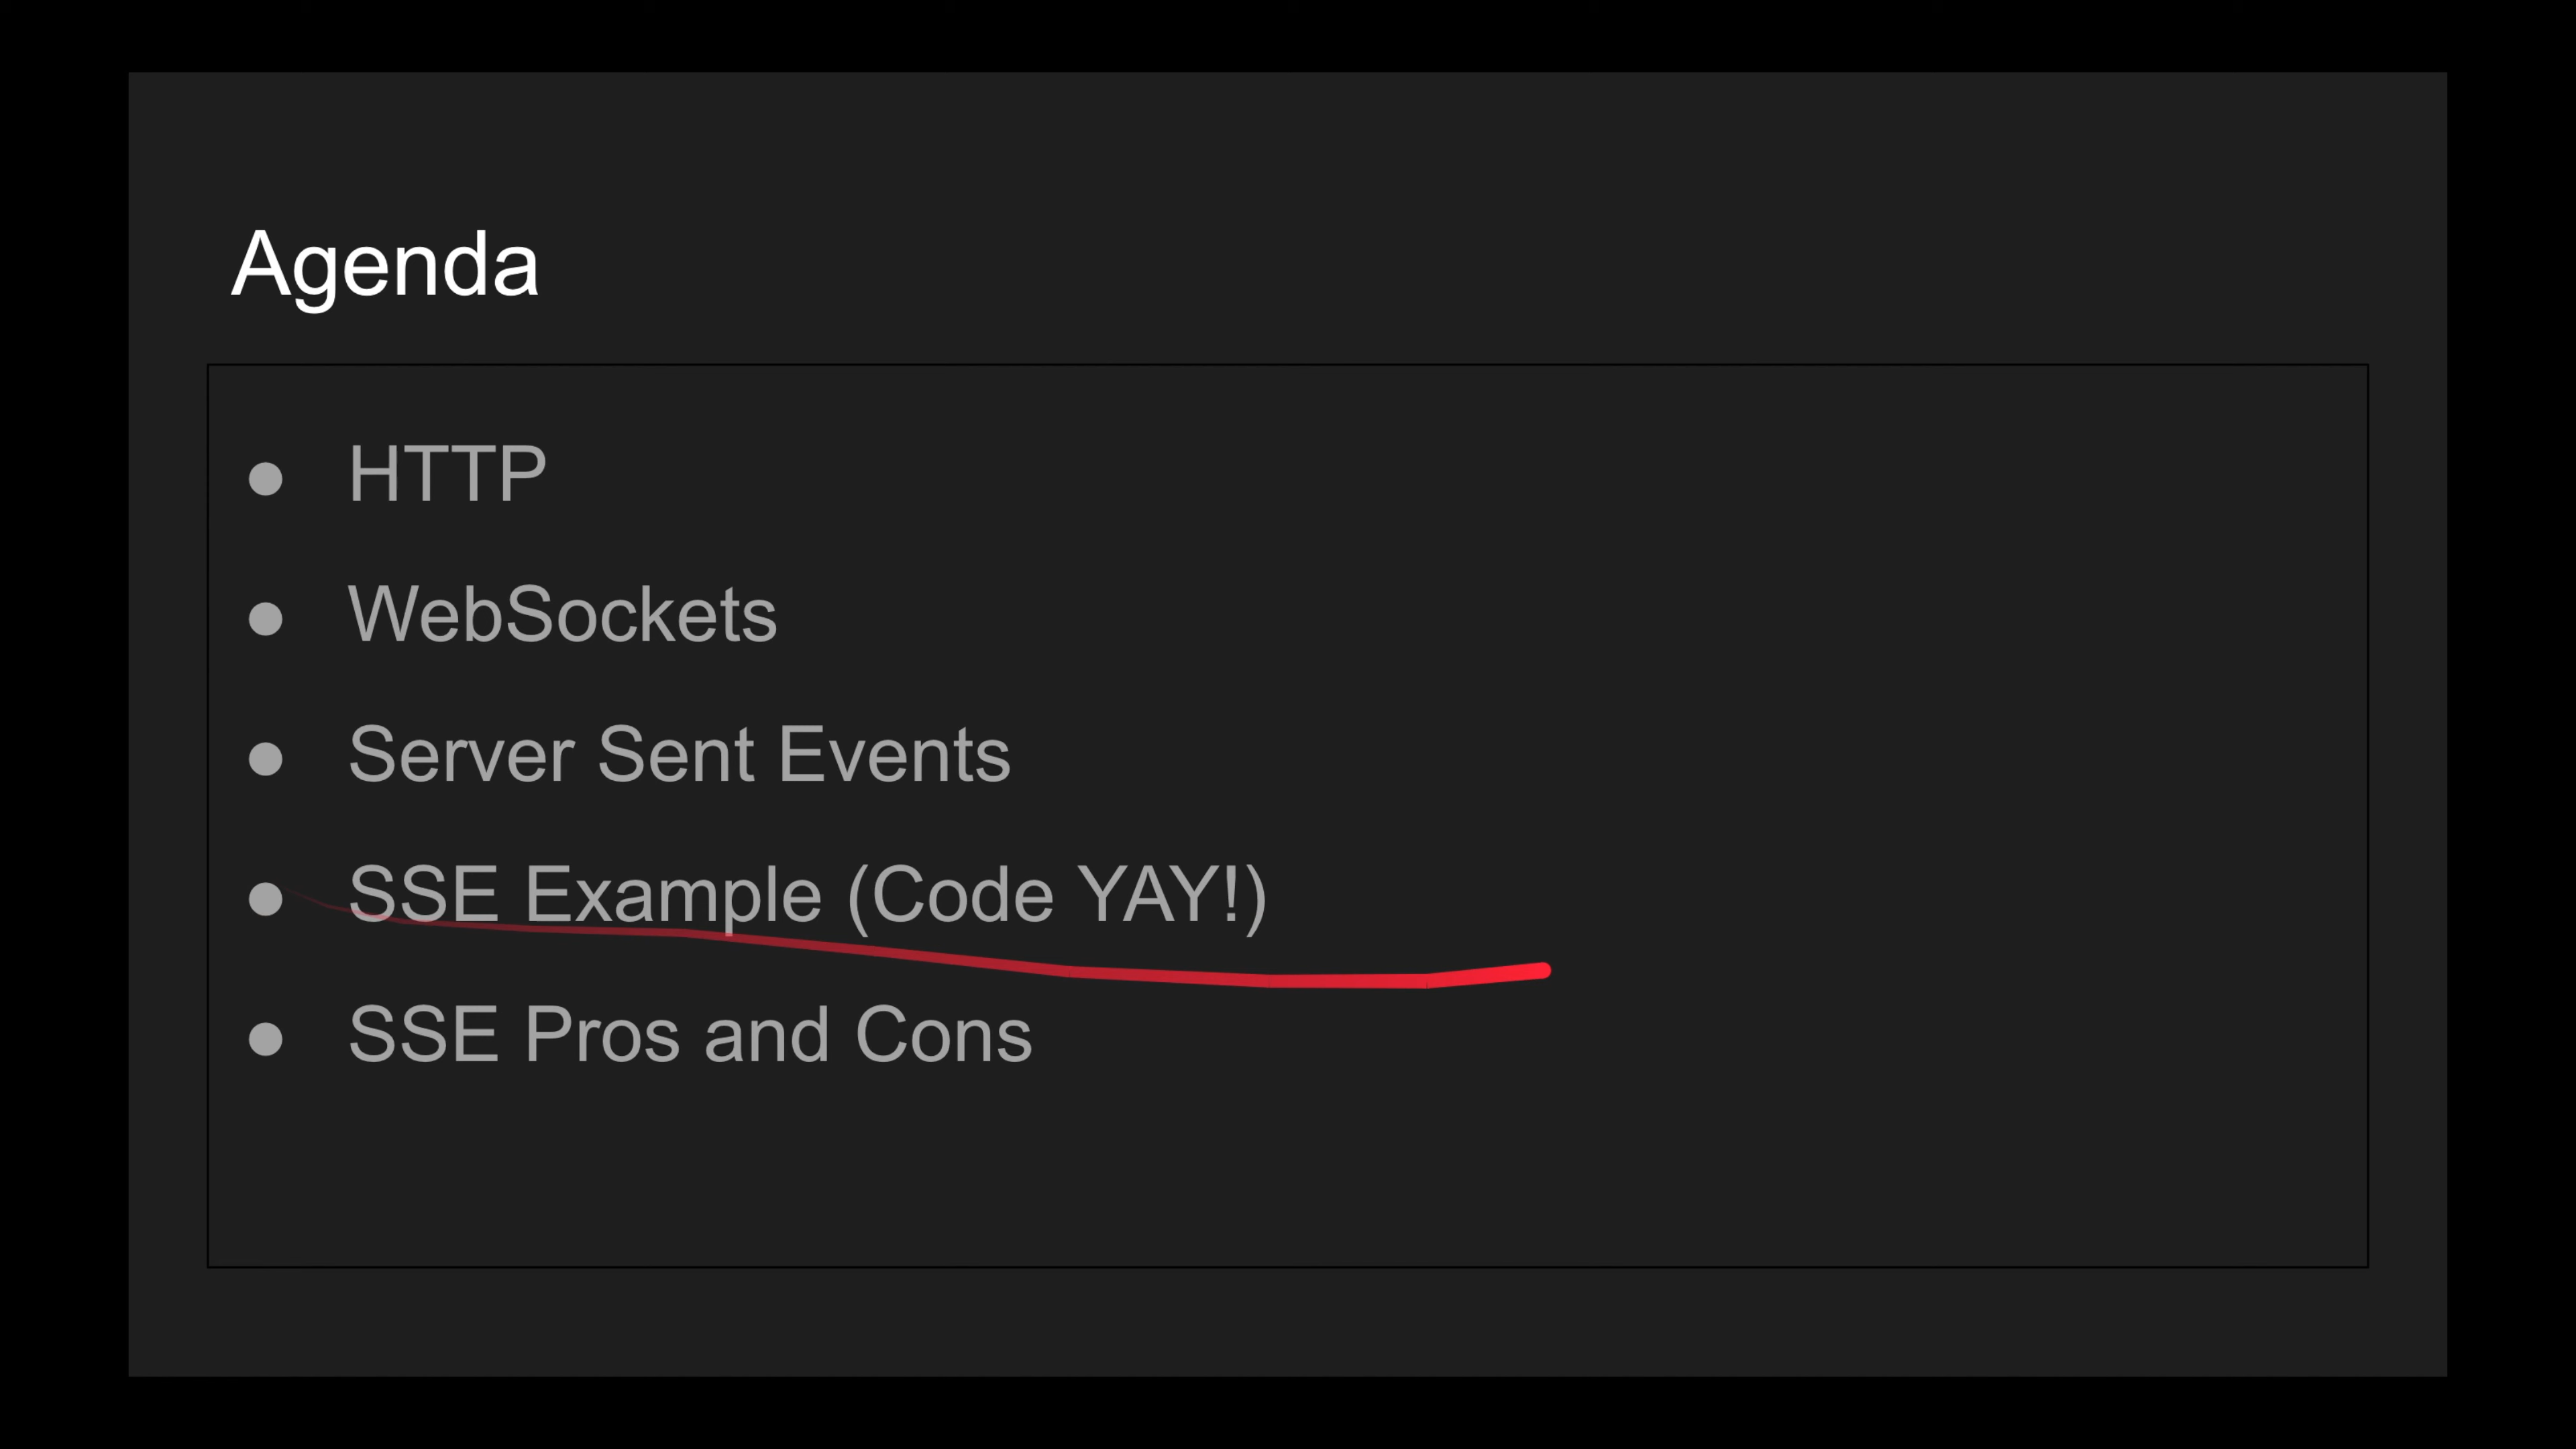 Agenda
● HTTP
● WebSockets
● Server Sent Events
● SSE Example (Code YAY!)
● SSE Pros and Cons